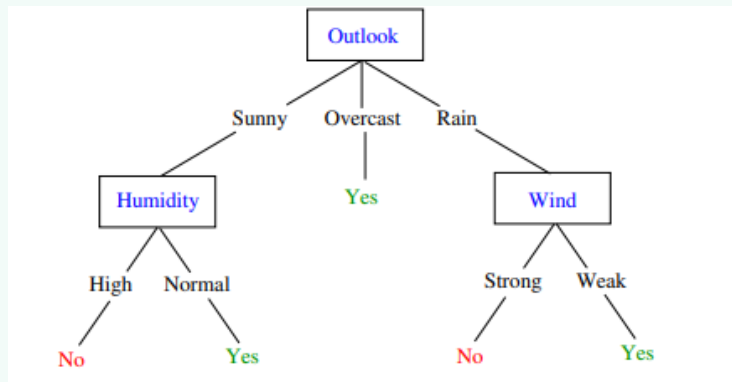 Outlook
Sunny Overcast Rain
Humidity Yes Wind
High Normal Strong Weak
No Yes No Yes